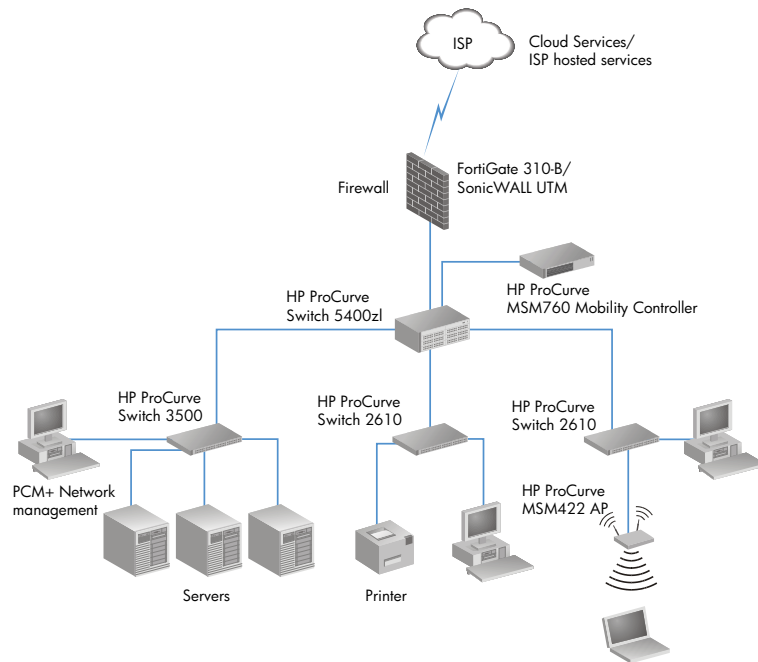 ISP
Cloud Services/
ISP hosted services
Firewall
FortiGate 310-B/
SonicWALL UTM
HP ProCurve
MSM760 Mobility Controller
HP ProCurve
Switch 5400zl
HP ProCurve
Switch 3500
HP ProCurve
Switch 2610
HP ProCurve
Switch 2610
PCM+ Network
management
HP ProCurve
MSM422 AP
Servers
Printer